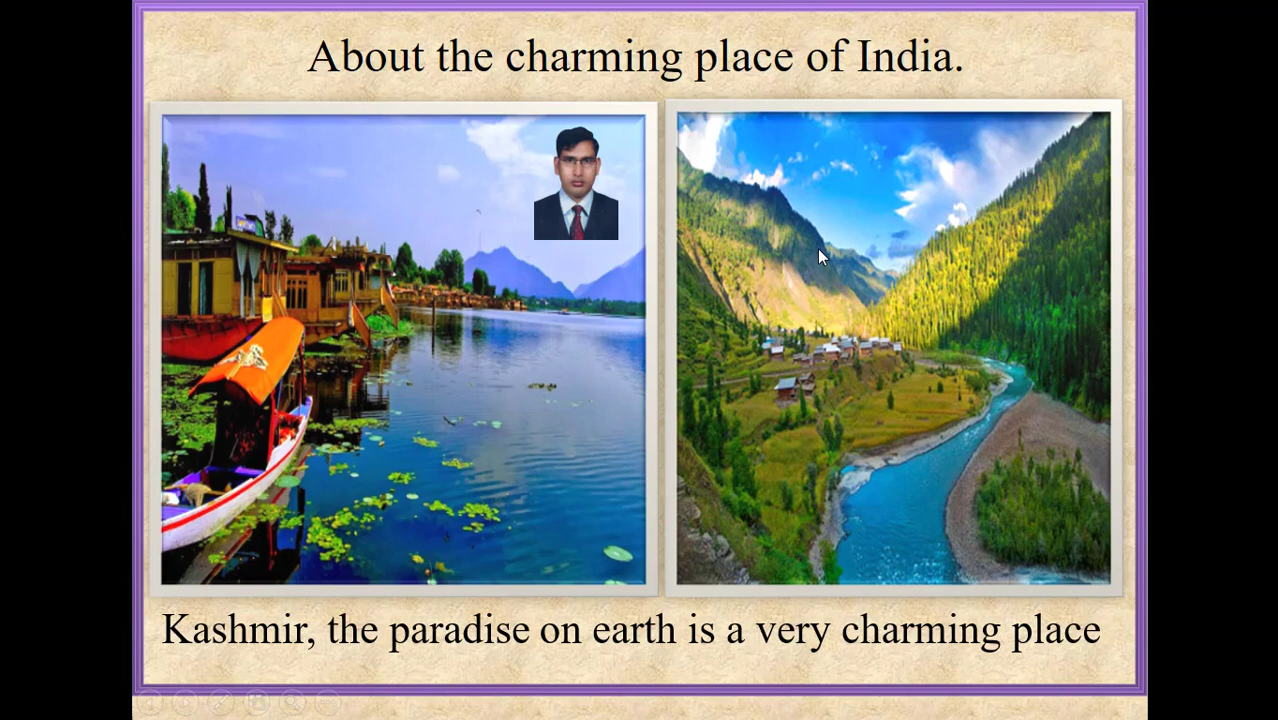 About the charming place of India.
Kashmir, the paradise on earth is a very charming place